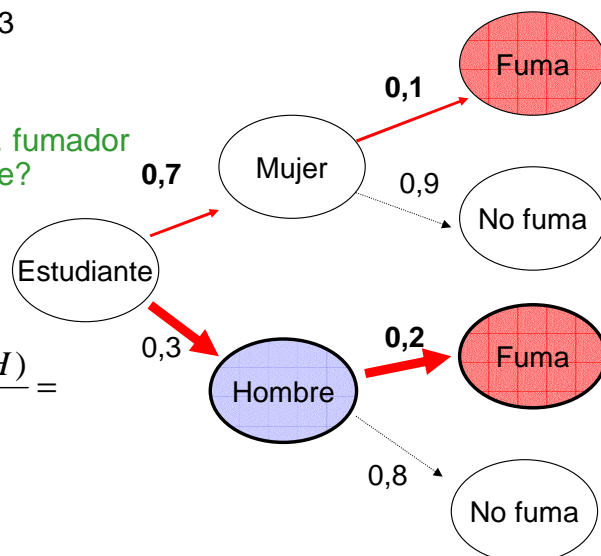 3
Fuma
0,1
fumador
0,7
Mujer
e?
0,9
No fuma
Estudiante
0,3
0,2
Fuma
H)
=
Hombre
0,8
No fuma